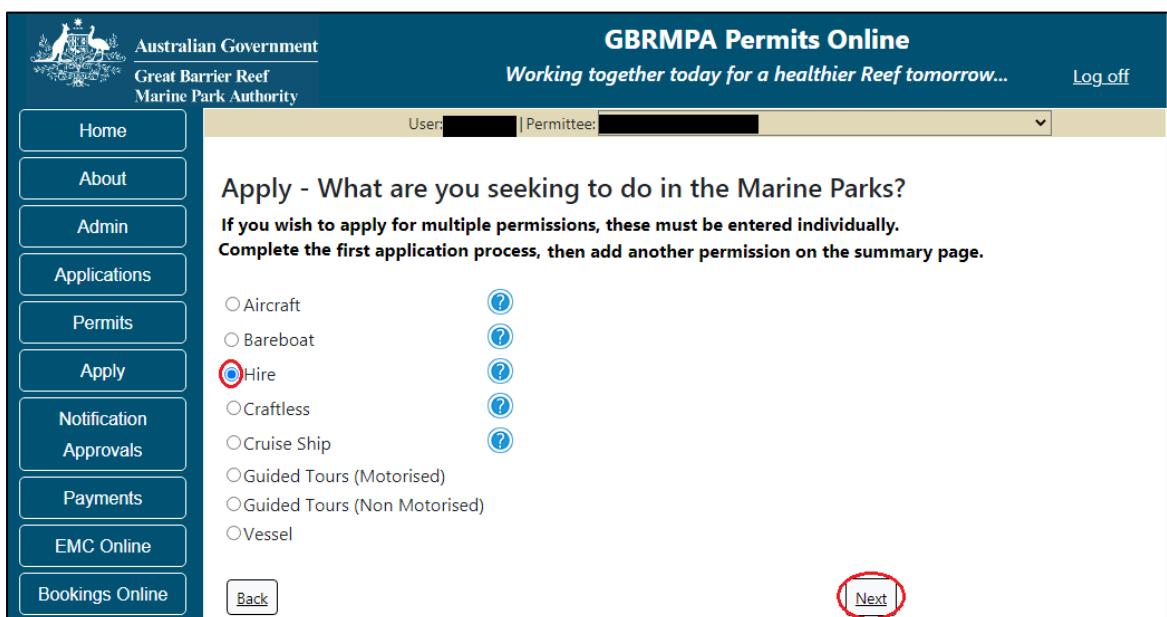 Australian Government
Great Barrier Reef
Marine Park Authority
GBRMPA Permits Online
Working together today for a healthier Reef tomorrow...
Log off
User: | Permittee:
Home
About
Admin
Applications
Permits
Apply
Notification
Approvals
Payments
EMC Online
Bookings Online
Apply - What are you seeking to do in the Marine Parks?
If you wish to apply for multiple permissions, these must be entered individually.
Complete the first application process, then add another permission on the summary page.
Aircraft ?
Bareboat ?
Hire ?
Craftless ?
Cruise Ship ?
Guided Tours (Motorised)
Guided Tours (Non Motorised)
Vessel
Back
Next